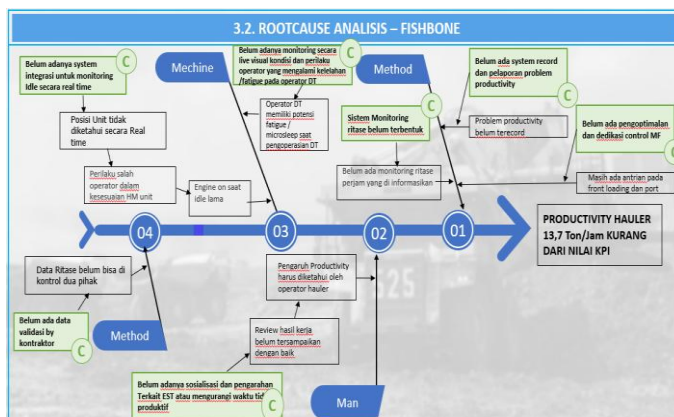 3.2. ROOTCAUSE ANALISIS – FISHBONE
Belum adanya system
integrasi untuk monitoring
Idle secara real time
C
Posisi Unit tidak
diketahui secara Real
time
Perilaku salah
operator dalam
kesesuaian HM unit
Engine on saat
idle lama
Mechine
Belum adanya monitoring secara
live visual kondisi dan perilaku
operator yang mengalami kelelahan
/fatigue pada operator DT
C
Operator DT
memiliki potensi
fatigue /
microsleep saat
pengoperasian DT
Method
Sistem Monitoring
ritase belum terbentuk
C
Belum ada monitoring ritase
perjam yang di informasikan
Belum ada system record
dan pelaporan problem
productivity
C
Problem productivity
belum terecord
Belum ada pengoptimalan
dan dedikasi control MF
C
Masih ada antrian pada
front loading dan port
04
03
02
01
PRODUCTIVITY HAULER
13,7 Ton/Jam KURANG
DARI NILAI KPI
Data Ritase belum bisa di
kontrol dua pihak
Belum ada data
validasi by
kontraktor
C
Method
Pengaruh Productivity
harus diketahui oleh
operator hauler
Review hasil kerja
belum tersampaikan
dengan baik
Belum adanya sosialisasi dan pengarahan
Terkait EST atau mengurangi waktu
produktif
C
Man
525